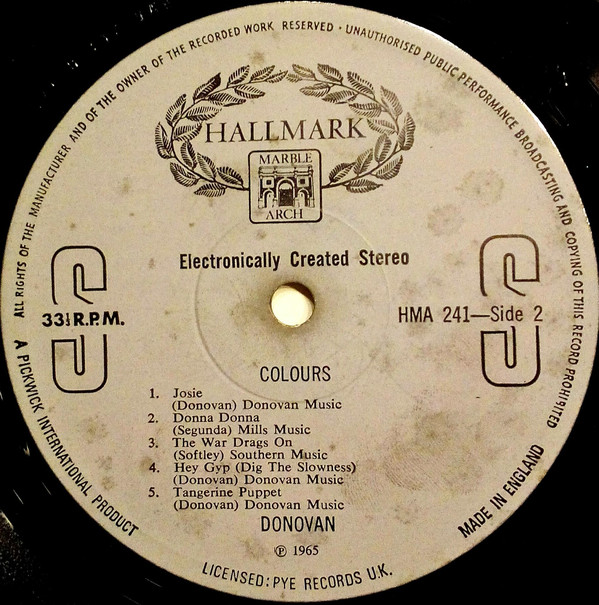 ALL RIGHTS OF THE MANUFACTURER AND OF THE OWNER OF THE RECORDED WORK RESERVED · UNAUTHORISED PUBLIC PERFORMANCE BROADCASTING AND COPYING OF THIS RECORD PROHIBITED
HALLMARK
MARBLE
ARCH
Electronically Created Stereo
33⅓ R.P.M.
HMA 241—Side 2
COLOURS
1. Josie
(Donovan) Donovan Music
2. Donna Donna
(Segunda) Mills Music
3. The War Drags On
(Softley) Southern Music
4. Hey Gyp (Dig The Slowness)
(Donovan) Donovan Music
5. Tangerine Puppet
(Donovan) Donovan Music
DONOVAN
℗ 1965
A PICKWICK INTERNATIONAL PRODUCT
LICENSED: PYE RECORDS U.K.
MADE IN ENGLAND